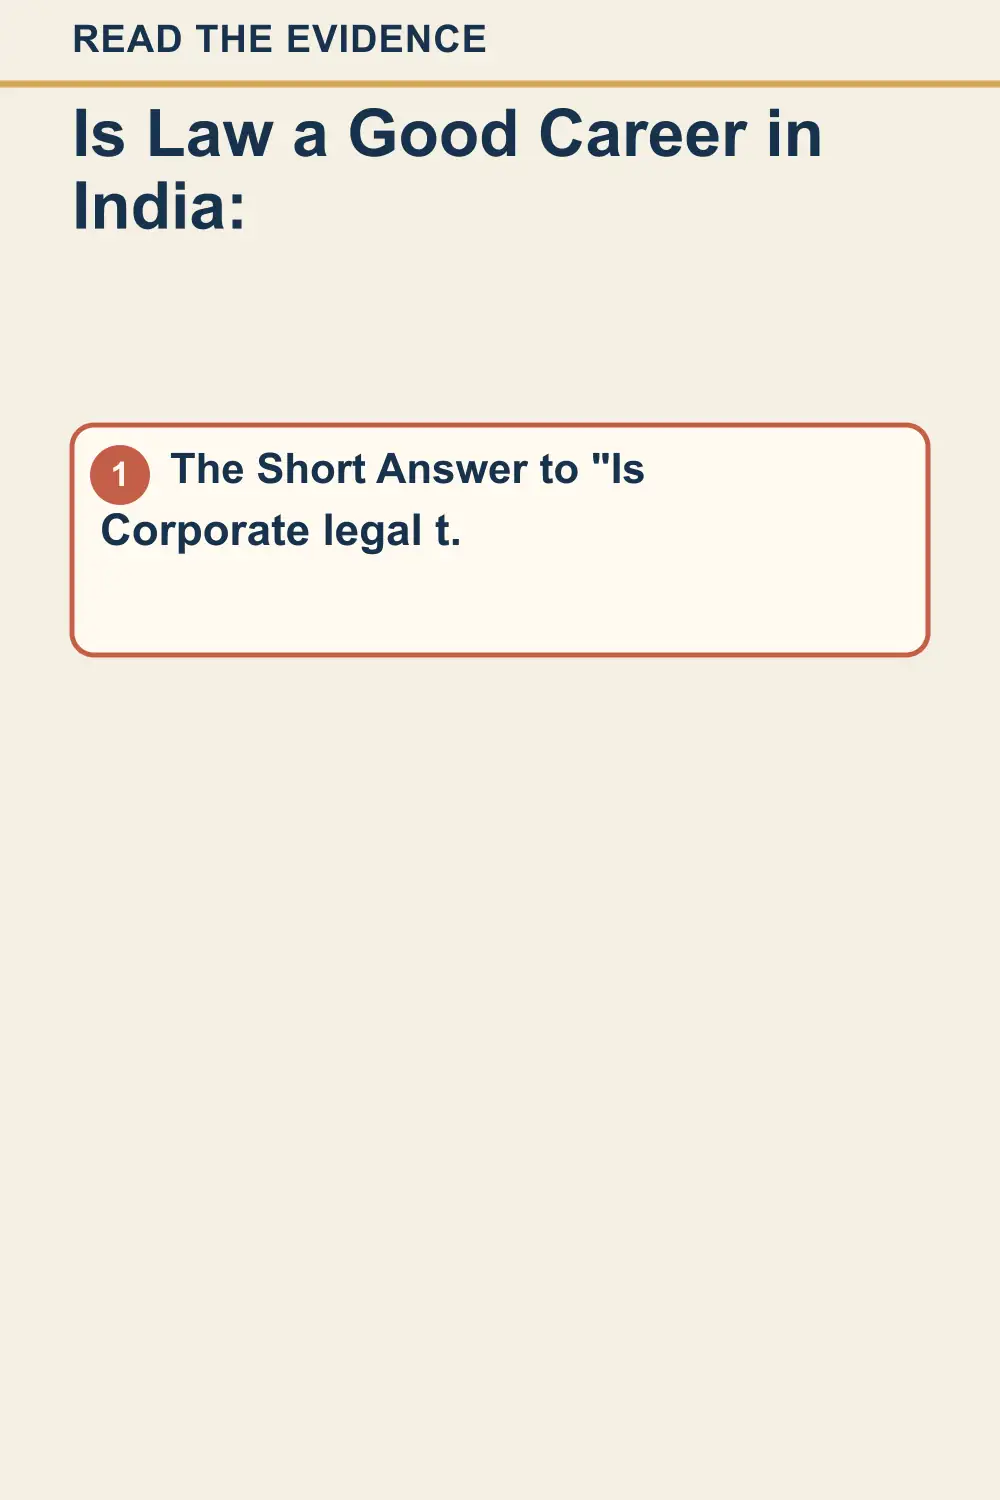 READ THE EVIDENCE
Is Law a Good Career in
India:
1 The Short Answer to "Is
Corporate legal t.